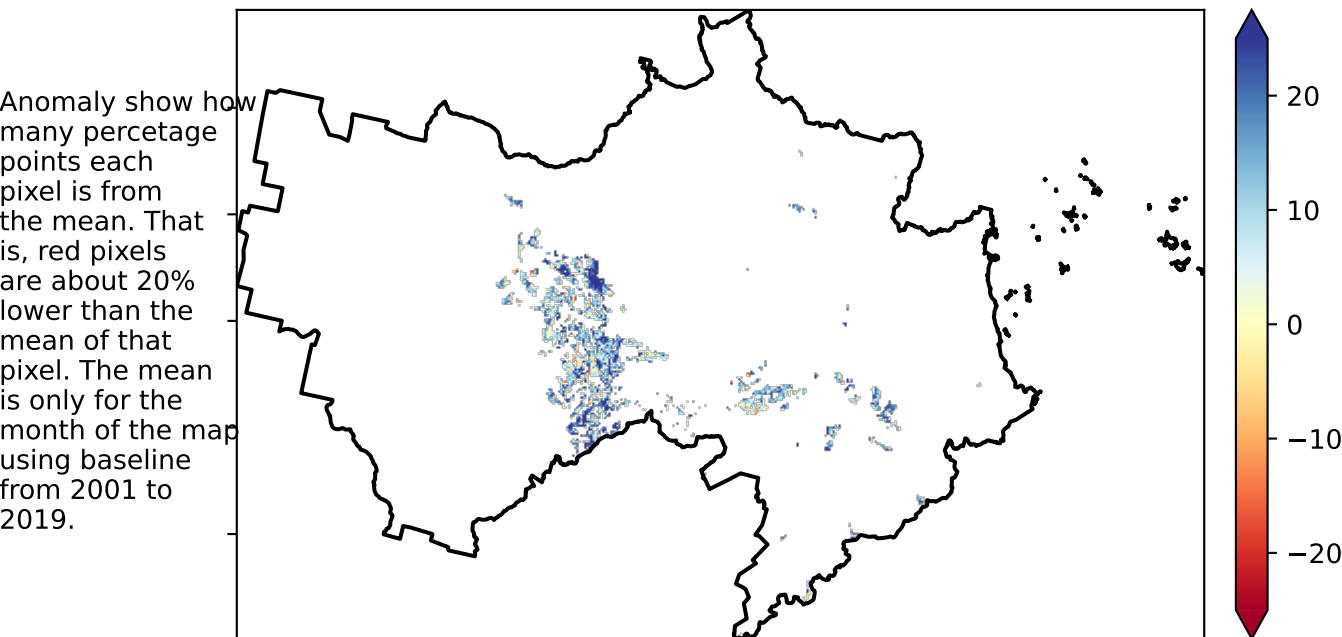 Anomaly show how
many percetage
points each
pixel is from
the mean. That
is, red pixels
are about 20%
lower than the
mean of that
pixel. The mean
is only for the
month of the map
using baseline
from 2001 to
2019.
20
10
0
−10
−20